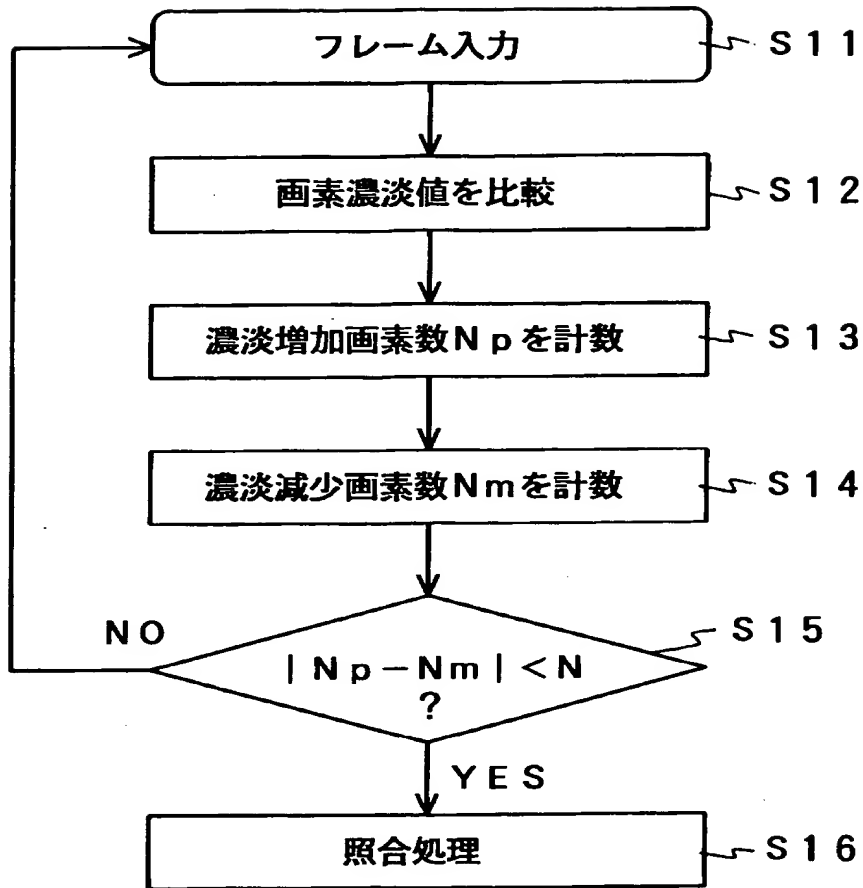 フレーム入力 S11
画素濃淡値を比較 S12
濃淡増加画素数Npを計数 S13
濃淡減少画素数Nmを計数 S14
NO
S15
|Np-Nm|<N
?
YES
照合処理 S16